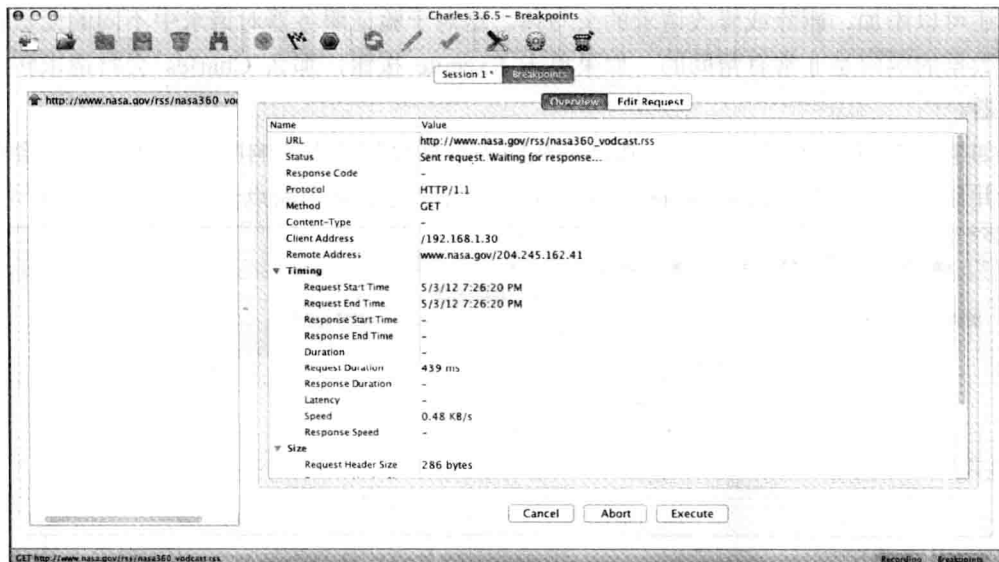 Charles 3.6.5 – Breakpoints
Session 1 * Breakpoints
http://www.nasa.gov/rss/nasa360_vo
Overview Edit Request
Name Value
URL http://www.nasa.gov/rss/nasa360_vodcast.rss
Status Sent request. Waiting for response...
Response Code –
Protocol HTTP/1.1
Method GET
Content-Type –
Client Address /192.168.1.30
Remote Address www.nasa.gov/204.245.162.41
Timing
Request Start Time 5/3/12 7:26:20 PM
Request End Time 5/3/12 7:26:20 PM
Response Start Time –
Response End Time –
Duration –
Request Duration 439 ms
Response Duration –
Latency –
Speed 0.48 KB/s
Response Speed –
Size
Request Header Size 286 bytes
Cancel Abort Execute
GET http://www.nasa.gov/rss/nasa360_vodcast.rss Recording Breakpoints